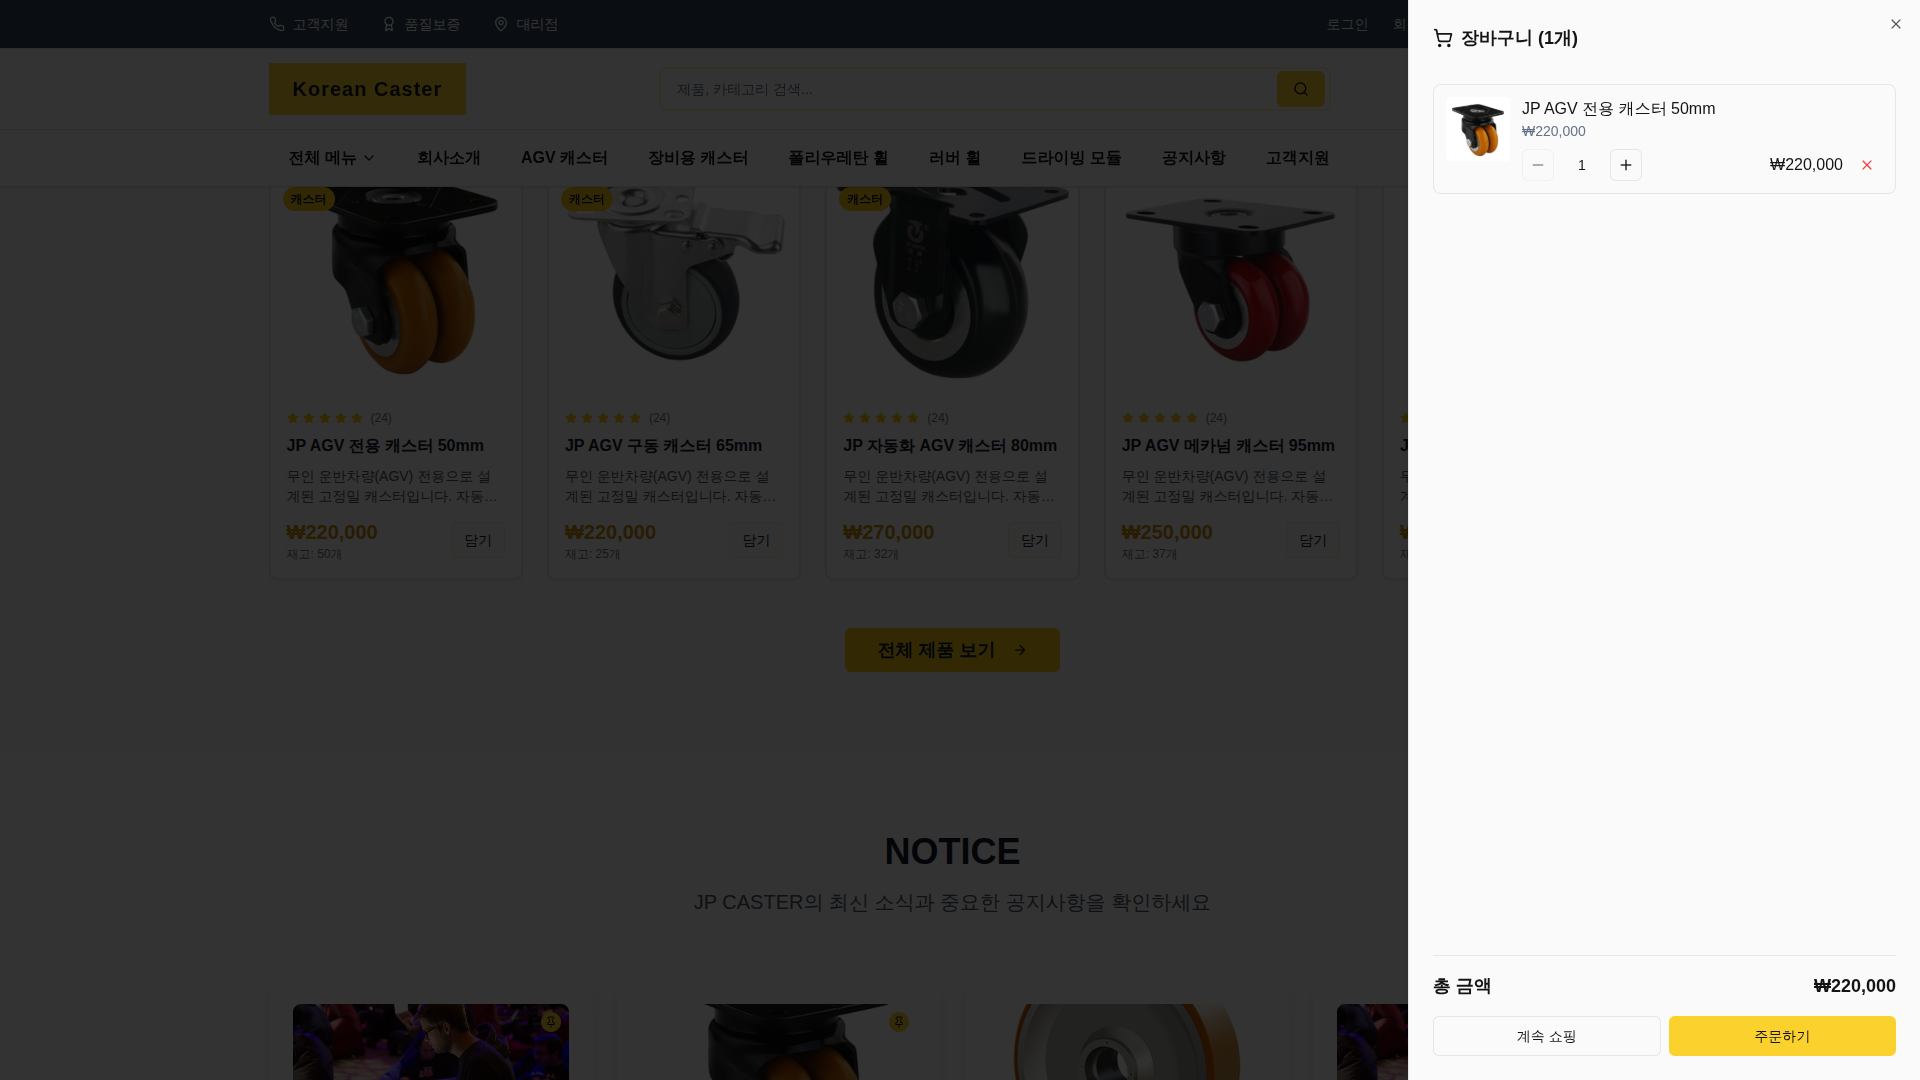 고객지원
품질보증
대리점
로그인
Korean Caster
제품, 카테고리 검색...
전체 메뉴
회사소개
AGV 캐스터
장비용 캐스터
폴리우레탄 휠
러버 휠
드라이빙 모듈
공지사항
고객지원
캐스터
캐스터
캐스터
(24)
JP AGV 전용 캐스터 50mm
무인 운반차량(AGV) 전용으로 설
계된 고정밀 캐스터입니다. 자동...
₩220,000
재고: 50개
담기
(24)
JP AGV 구동 캐스터 65mm
무인 운반차량(AGV) 전용으로 설
계된 고정밀 캐스터입니다. 자동...
₩220,000
재고: 25개
담기
(24)
JP 자동화 AGV 캐스터 80mm
무인 운반차량(AGV) 전용으로 설
계된 고정밀 캐스터입니다. 자동...
₩270,000
재고: 32개
담기
(24)
JP AGV 메카넘 캐스터 95mm
무인 운반차량(AGV) 전용으로 설
계된 고정밀 캐스터입니다. 자동...
₩250,000
재고: 37개
담기
전체 제품 보기
NOTICE
JP CASTER의 최신 소식과 중요한 공지사항을 확인하세요
장바구니 (1개)
JP AGV 전용 캐스터 50mm
₩220,000
1
₩220,000
총 금액
₩220,000
계속 쇼핑
주문하기